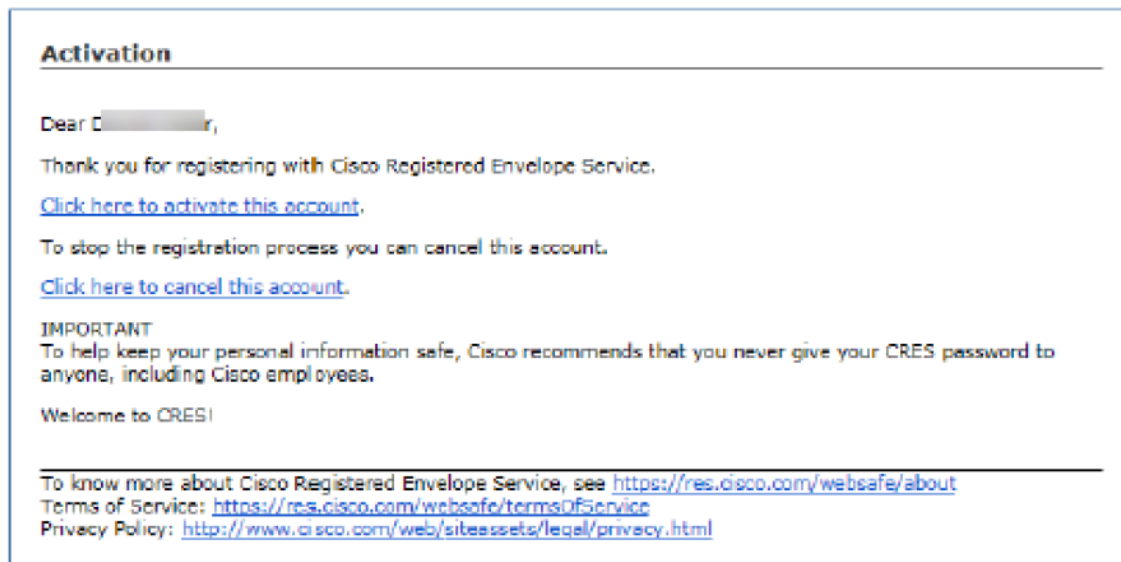 Activation
Dear D r,
Thank you for registering with Cisco Registered Envelope Service.
Click here to activate this account.
To stop the registration process you can cancel this account.
Click here to cancel this account.
IMPORTANT
To help keep your personal information safe, Cisco recommends that you never give your CRES password to
anyone, including Cisco employees.
Welcome to CRES!
To know more about Cisco Registered Envelope Service, see https://res.cisco.com/websafe/about
Terms of Service: https://res.cisco.com/websafe/termsOfService
Privacy Policy: http://www.cisco.com/web/siteassets/legal/privacy.html